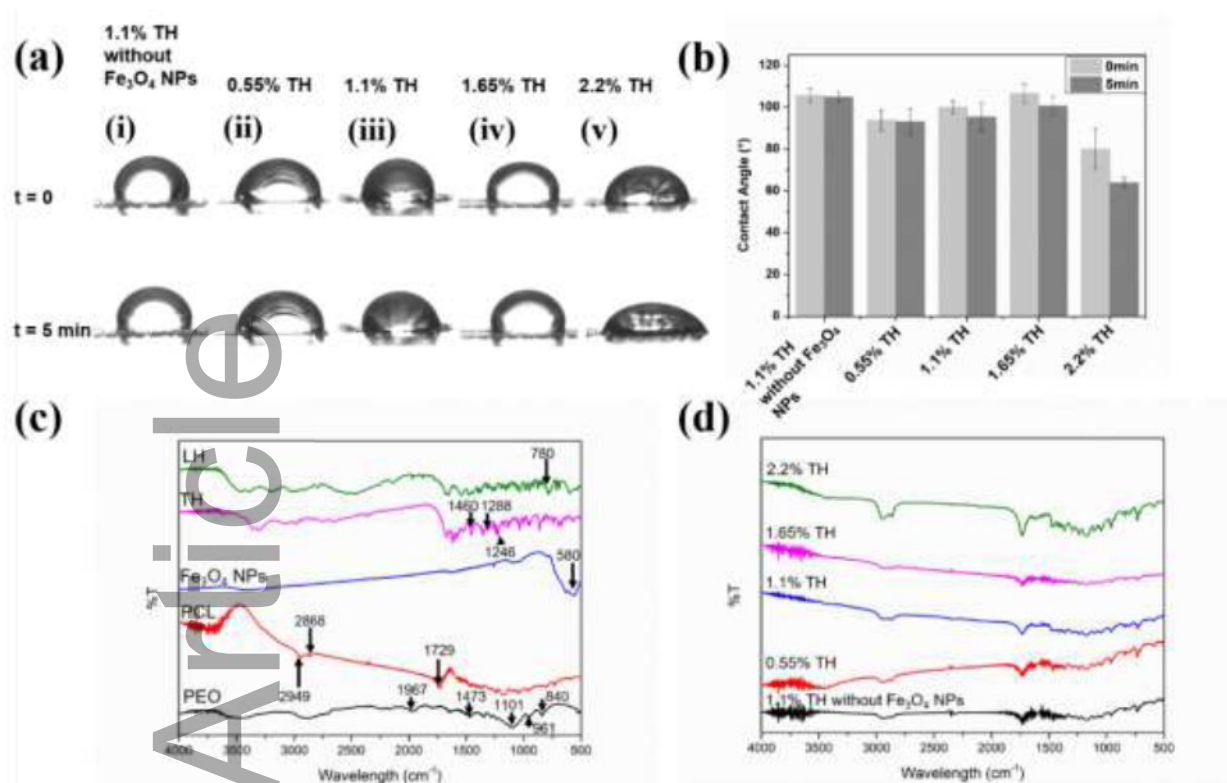 (a)
1.1% TH
without
Fe₃O₄ NPs
0.55% TH
1.1% TH
1.65% TH
2.2% TH
(i)
(ii)
(iii)
(iv)
(v)
t = 0
t = 5 min
(b)
120
100
80
60
40
20
0
Contact Angle (°)
0min
5min
1.1% TH
without Fe₃O₄
NPs
0.55% TH
1.1% TH
1.65% TH
2.2% TH
(c)
LH
780
TH
1460
1288
1246
Fe₃O₄ NPs
580
PCL
2868
2949
1729
PEO
1967
1473
1101
961
840
%T
4000
3500
3000
2500
2000
1500
1000
500
Wavelength (cm⁻¹)
(d)
2.2% TH
1.65% TH
1.1% TH
0.55% TH
1.1% TH without Fe₃O₄ NPs
%T
4000
3500
3000
2500
2000
1500
1000
500
Wavelength (cm⁻¹)
Article